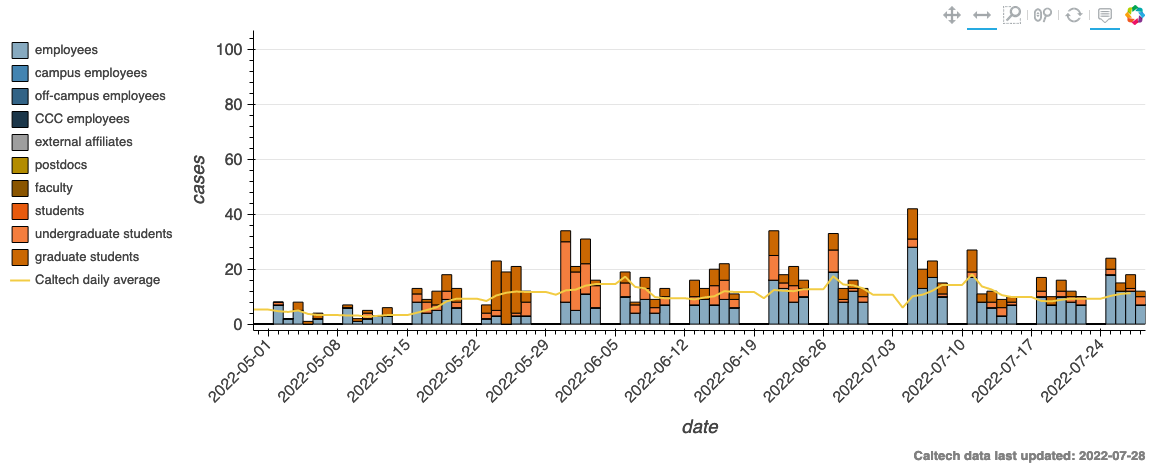 employees
campus employees
off-campus employees
CCC employees
external affiliates
postdocs
faculty
students
undergraduate students
graduate students
Caltech daily average
cases
100
80
60
40
20
0
2022-05-01
2022-05-08
2022-05-15
2022-05-22
2022-05-29
2022-06-05
2022-06-12
2022-06-19
2022-06-26
2022-07-03
2022-07-10
2022-07-17
2022-07-24
date
Caltech data last updated: 2022-07-28